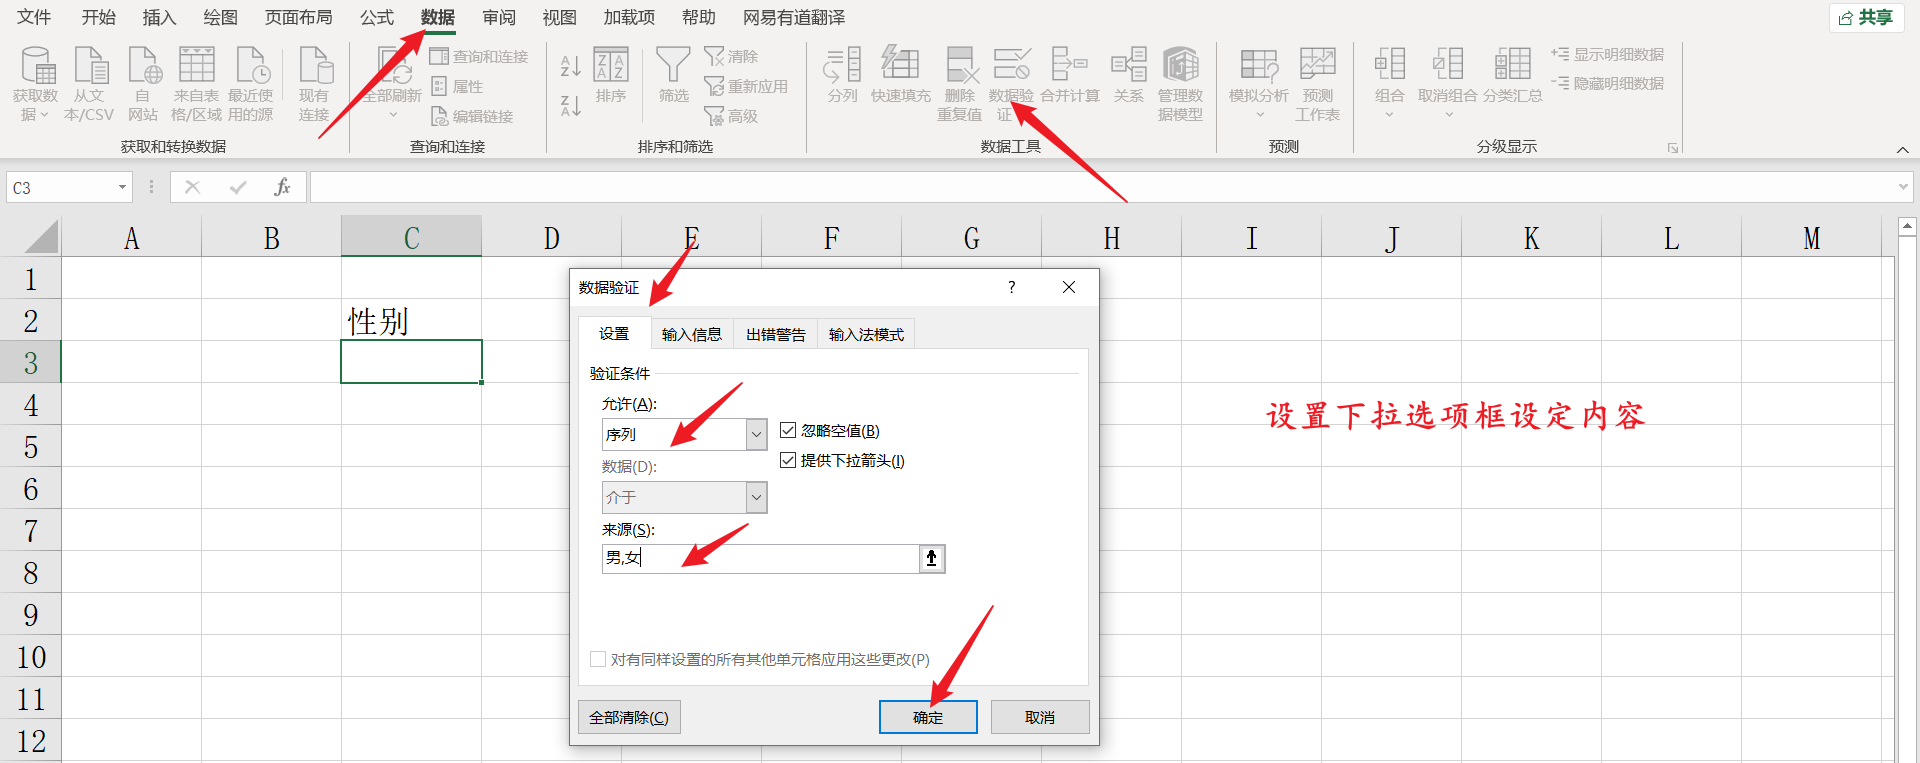 文件 开始 插入 绘图 页面布局 公式 数据 审阅 视图 加载项 帮助 网易有道翻译 共享
获取数据 从文本/CSV 自网站 来自表格/区域 最近使用的源 现有连接
获取和转换数据
全部刷新 查询和连接 属性 编辑链接
查询和连接
排序 筛选 清除 重新应用 高级
排序和筛选
分列 快速填充 删除重复值 数据验证 合并计算 关系 管理数据模型
数据工具
模拟分析 预测工作表
预测
组合 取消组合 分类汇总 显示明细数据 隐藏明细数据
分级显示
C3 fx
A B C D E F G H I J K L M
1
2 性别
3
4
5
6
7
8
9
10
11
12
数据验证 ?
设置 输入信息 出错警告 输入法模式
验证条件
允许(A):
序列 忽略空值(B)
数据(D): 提供下拉箭头(I)
介于
来源(S):
男,女
对有同样设置的所有其他单元格应用这些更改(P)
全部清除(C) 确定 取消
设置下拉选项框设定内容